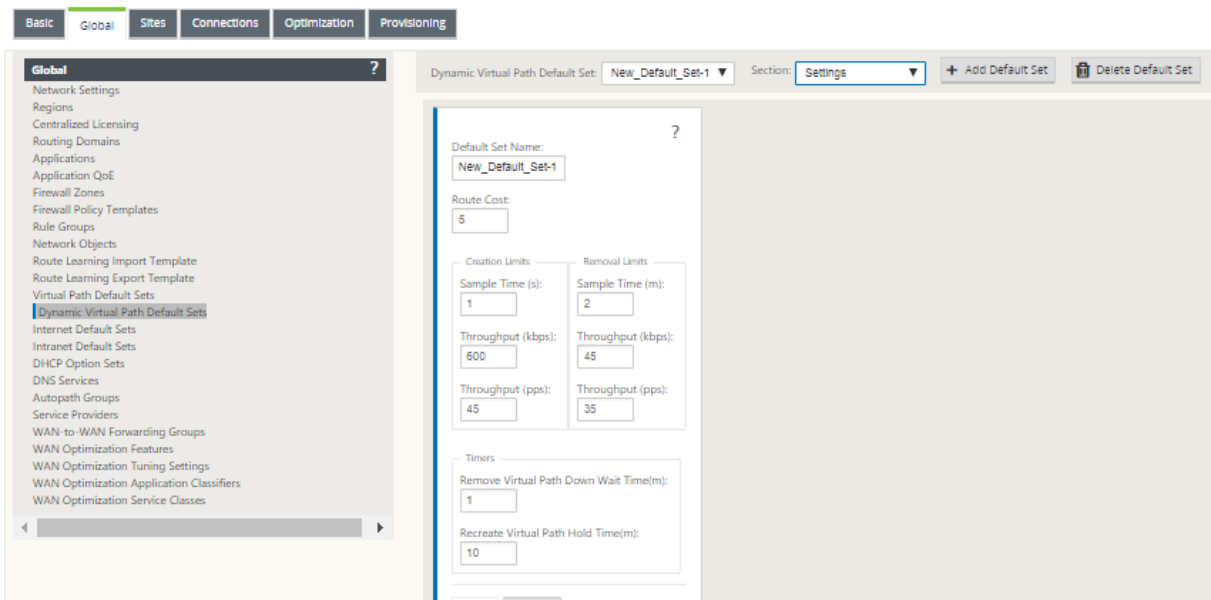 Basic Global Sites Connections Optimization Provisioning
Global ?
Network Settings
Regions
Centralized Licensing
Routing Domains
Applications
Application QoE
Firewall Zones
Firewall Policy Templates
Rule Groups
Network Objects
Route Learning Import Template
Route Learning Export Template
Virtual Path Default Sets
Dynamic Virtual Path Default Sets
Internet Default Sets
Intranet Default Sets
DHCP Option Sets
DNS Services
Autopath Groups
Service Providers
WAN-to-WAN Forwarding Groups
WAN Optimization Features
WAN Optimization Tuning Settings
WAN Optimization Application Classifiers
WAN Optimization Service Classes
Dynamic Virtual Path Default Set: New_Default_Set-1 Section: Settings + Add Default Set Delete Default Set
?
Default Set Name:
New_Default_Set-1
Route Cost:
5
Creation Limits Removal Limits
Sample Time (s): Sample Time (m):
1 2
Throughput (kbps): Throughput (kbps):
600 45
Throughput (pps): Throughput (pps):
45 35
Timers
Remove Virtual Path Down Wait Time(m):
1
Recreate Virtual Path Hold Time(m):
10